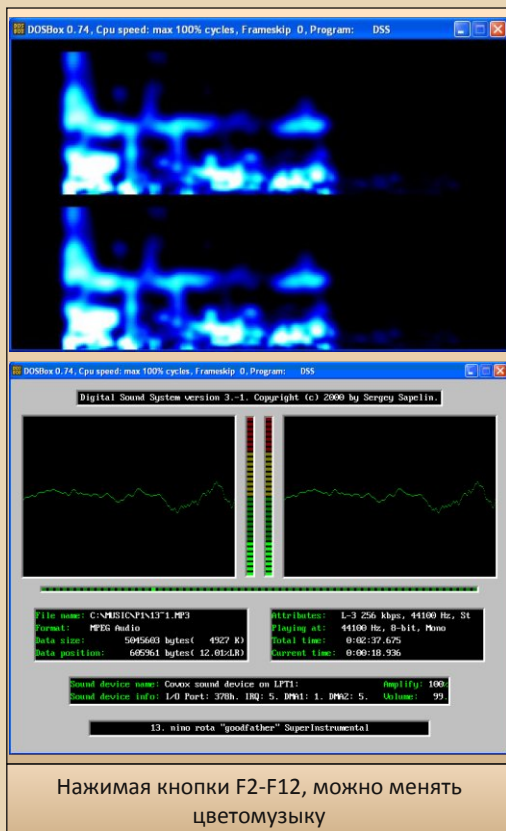 DOSBox 0.74, Cpu speed: max 100% cycles, Frameskip 0, Program: DSS
DOSBox 0.74, Cpu speed: max 100% cycles, Frameskip 0, Program: DSS
Digital Sound System version 3.-1. Copyright (c) 2000 by Sergey Sapelin.
File name: C:\MUSIC\P1\13~1.MP3
Format: MPEG Audio
Data size: 5045603 bytes( 4927 K)
Data position: 605961 bytes( 12.01%LR)
Attributes: L-3 256 kbps, 44100 Hz, St
Playing at: 44100 Hz, 8-bit, Mono
Total time: 0:02:37.675
Current time: 0:00:18.936
Sound device name: Covox sound device on LPT1: Amplify: 100%
Sound device info: I/O Port: 378h. IRQ: 5. DMA1: 1. DMA2: 5. Volume: 99.
13. nino rota "goodfather" SuperInstrumental
Нажимая кнопки F2-F12, можно менять
цветомузыку